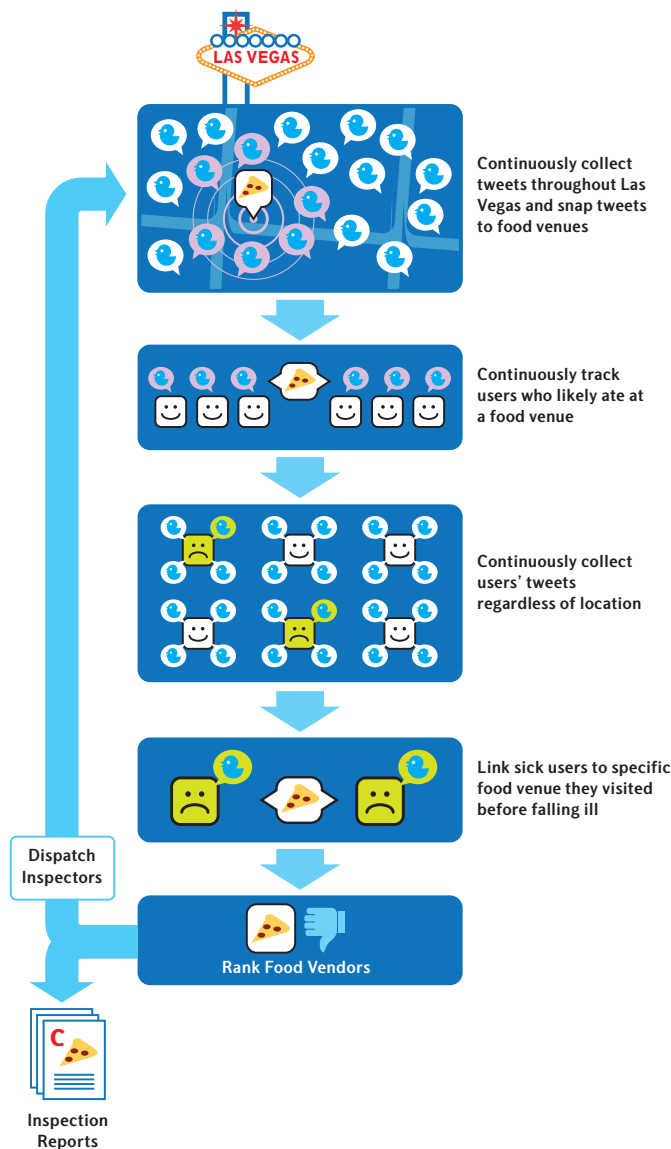 LAS VEGAS
Continuously collect
tweets throughout Las
Vegas and snap tweets
to food venues
Continuously track
users who likely ate at
a food venue
Continuously collect
users’ tweets
regardless of location
Link sick users to specific
food venue they visited
before falling ill
Dispatch
Inspectors
Rank Food Vendors
C
Inspection
Reports